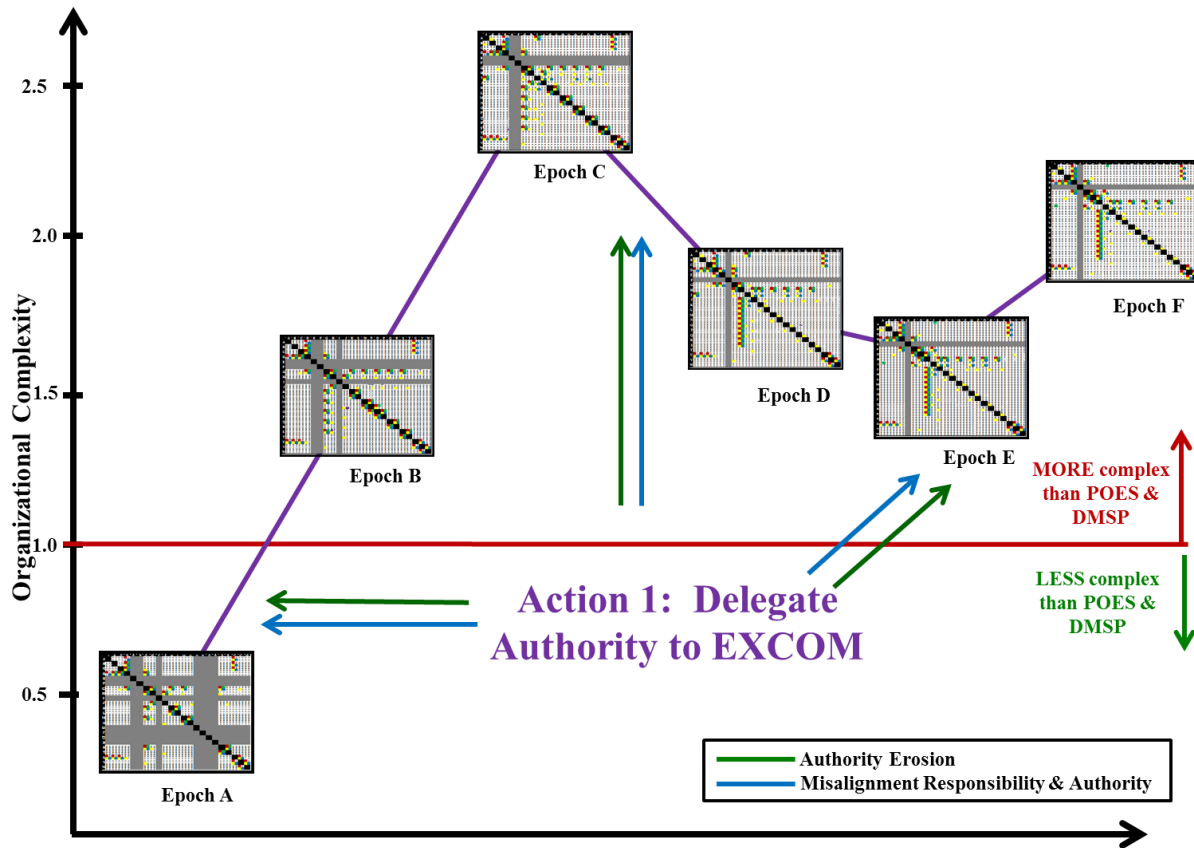 Organizational Complexity
2.5
2.0
1.5
1.0
0.5
Epoch C
Epoch F
Epoch D
Epoch B
Epoch E
MORE complex
than POES &
DMSP
LESS complex
than POES &
DMSP
Action 1: Delegate
Authority to EXCOM
Authority Erosion
Misalignment Responsibility & Authority
Epoch A